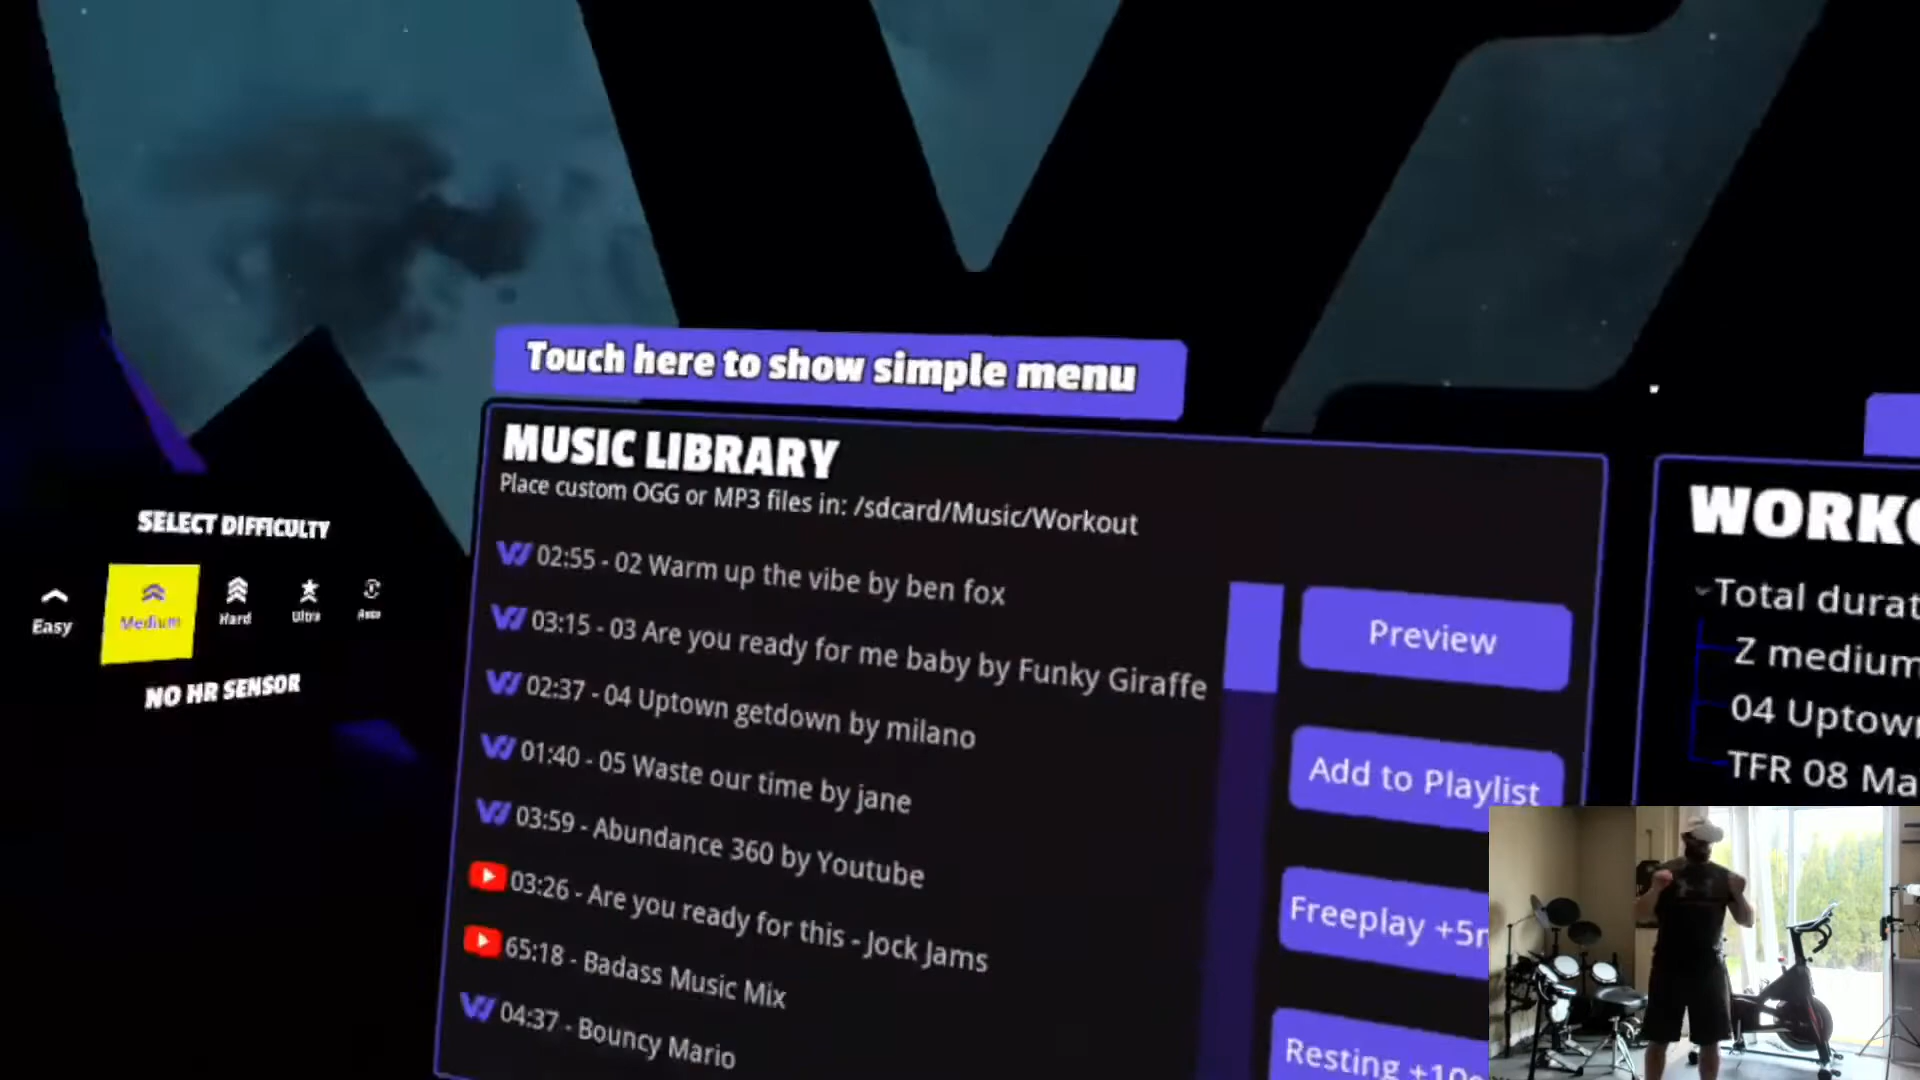 Touch here to show simple menu
MUSIC LIBRARY
Place custom OGG or MP3 files in: /sdcard/Music/Workout
02:55 - 02 Warm up the vibe by ben fox
03:15 - 03 Are you ready for me baby by Funky Giraffe
02:37 - 04 Uptown getdown by milano
01:40 - 05 Waste our time by jane
03:59 - Abundance 360 by Youtube
03:26 - Are you ready for this - Jock Jams
65:18 - Badass Music Mix
04:37 - Bouncy Mario
Preview
Add to Playlist
Freeplay +5
Resting +10
SELECT DIFFICULTY
Easy
Medium
Hard
Ultra
Auto
NO HR SENSOR
WORKO
Total durat
Z medium
04 Uptown
TFR 08 Ma